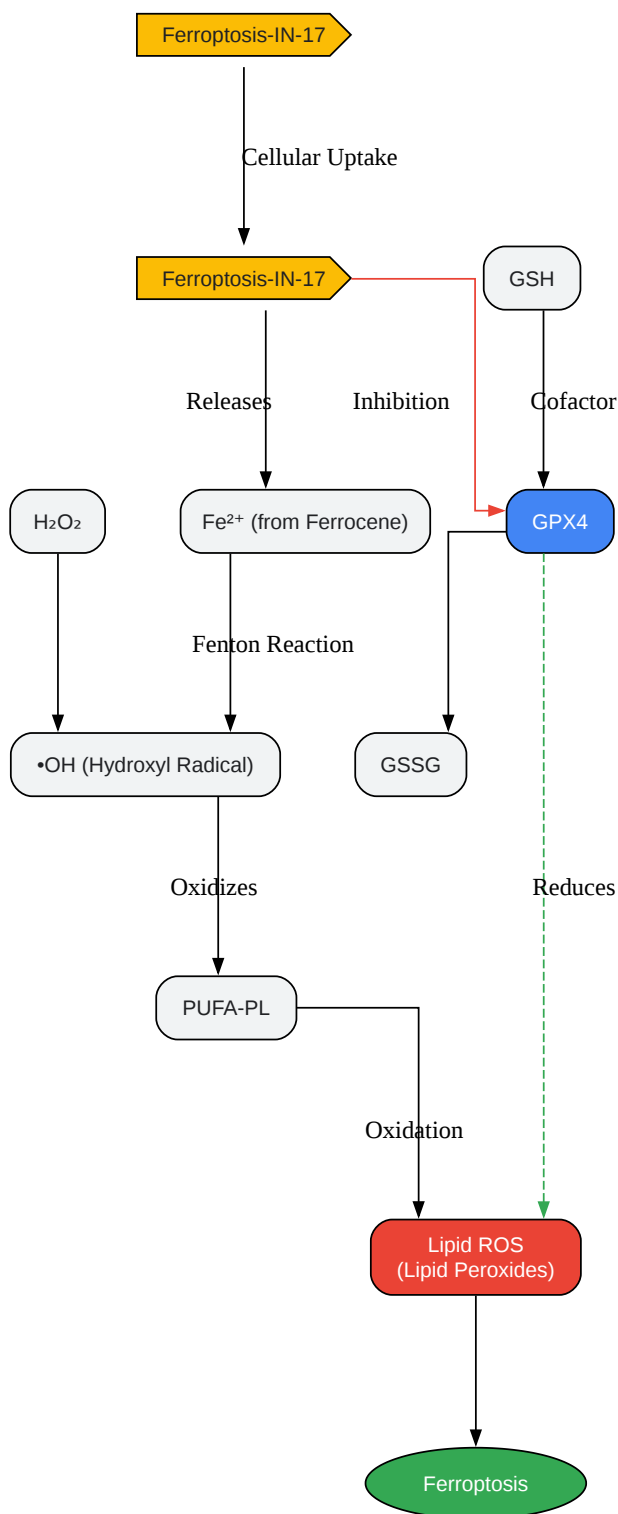 Ferroptosis-IN-17
Cellular Uptake
Ferroptosis-IN-17
GSH
Releases
Inhibition
Cofactor
H₂O₂
Fe²⁺ (from Ferrocene)
GPX4
Fenton Reaction
•OH (Hydroxyl Radical)
GSSG
Oxidizes
Reduces
PUFA-PL
Oxidation
Lipid ROS
(Lipid Peroxides)
Ferroptosis